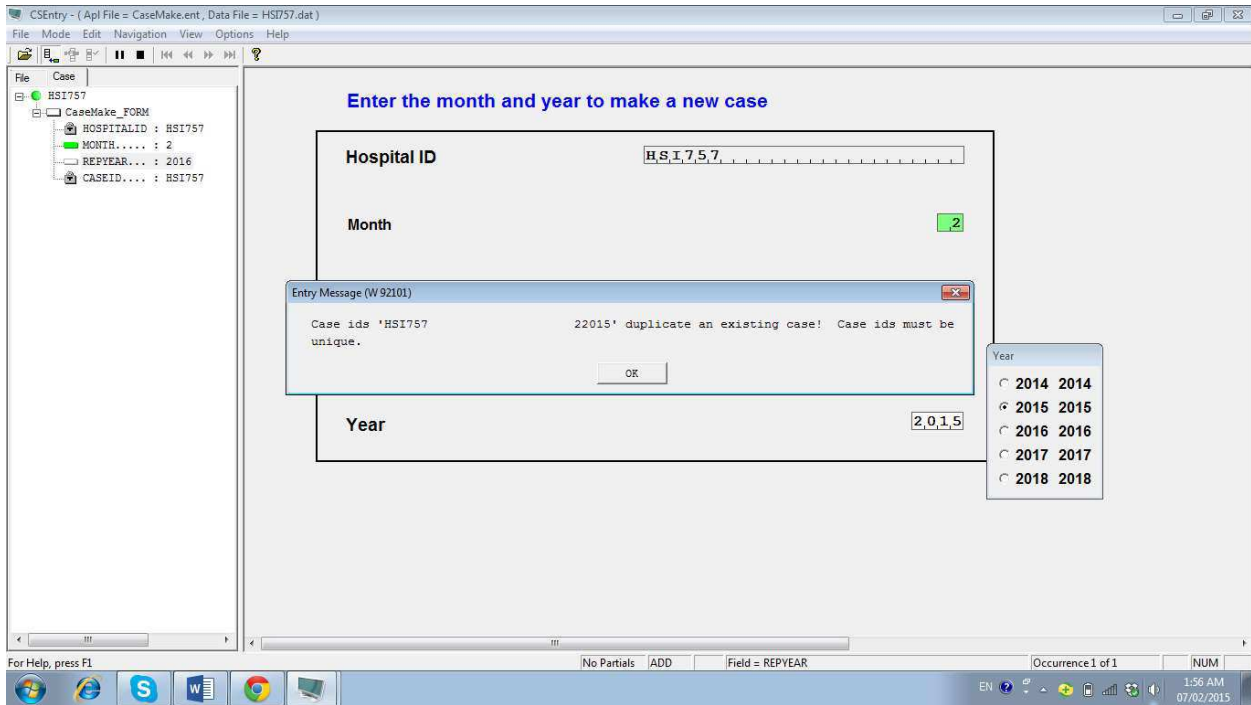 CSEntry - ( Apl File = CaseMake.ent , Data File = HSI757.dat )
File Mode Edit Navigation View Options Help
File Case
HSI757
CaseMake_FORM
HOSPITALID : HSI757
MONTH..... : 2
REPYEAR... : 2016
CASEID.... : HSI757
Enter the month and year to make a new case
Hospital ID HSI757
Month 2
Entry Message (W 92101)
Case ids 'HSI757 22015' duplicate an existing case! Case ids must be
unique.
OK
Year 2015
Year
2014 2014
2015 2015
2016 2016
2017 2017
2018 2018
For Help, press F1 No Partials ADD Field = REPYEAR Occurrence 1 of 1 NUM
EN 1:56 AM
07/02/2015